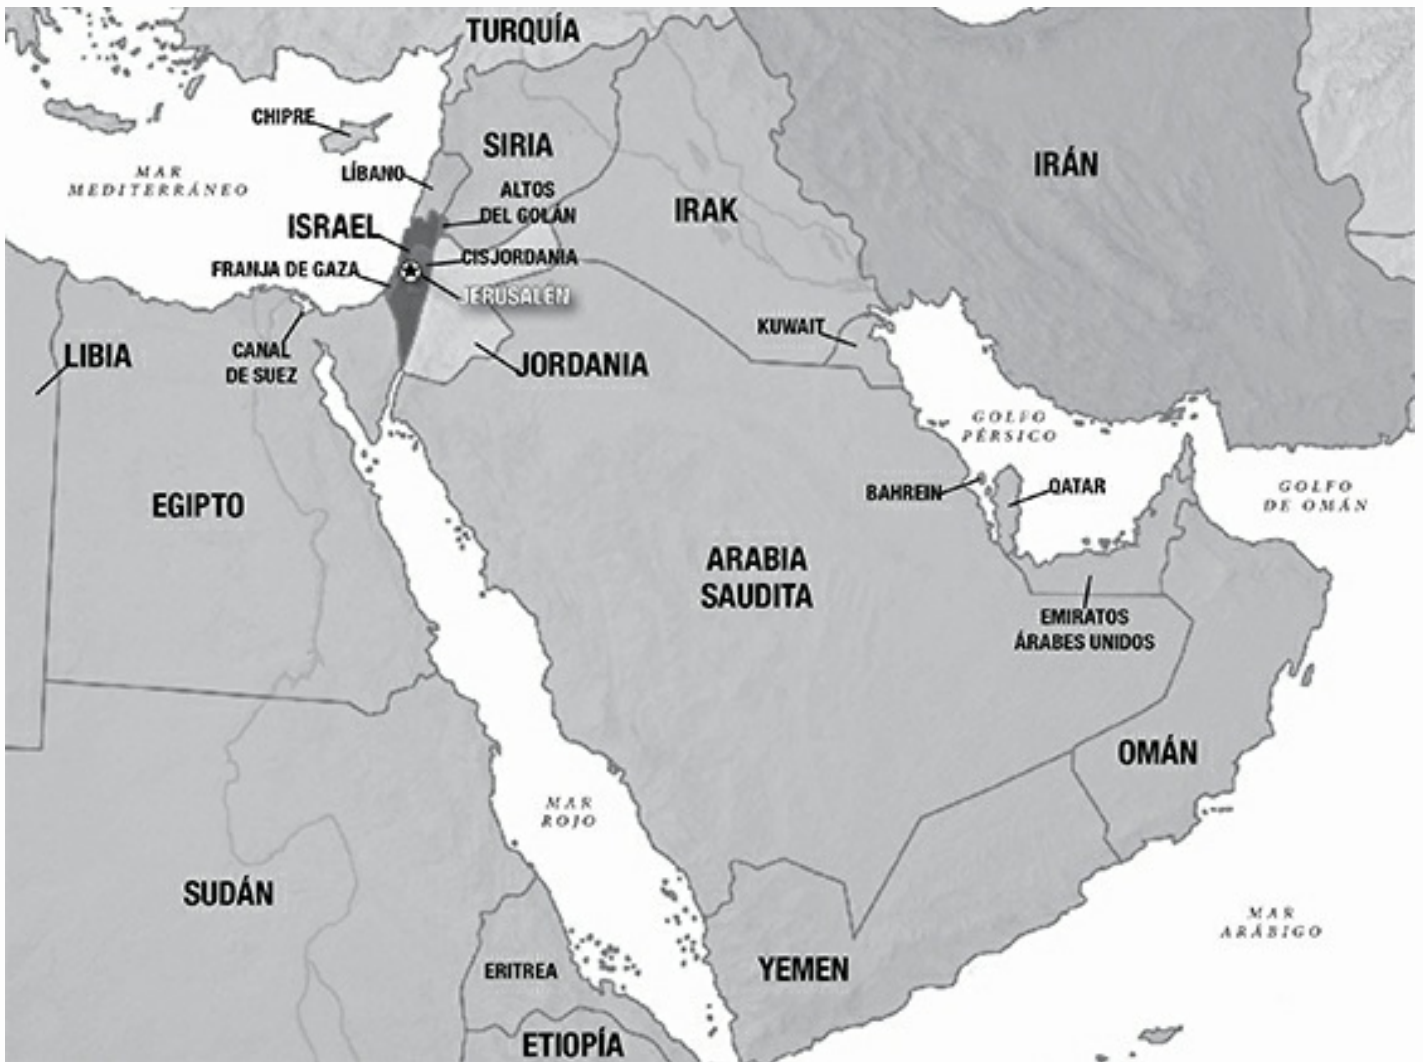 TURQUÍA
CHIPRE
SIRIA
MAR
MEDITERRÁNEO
LÍBANO
IRÁN
ALTOS
DEL GOLÁN
IRAK
ISRAEL
CISJORDANIA
FRANJA DE GAZA
JERUSALÉN
KUWAIT
LIBIA
CANAL
DE SUEZ
JORDANIA
GOLFO
PÉRSICO
BAHREIN
QATAR
GOLFO
DE OMÁN
EGIPTO
ARABIA
SAUDITA
EMIRATOS
ÁRABES UNIDOS
OMÁN
MAR
ROJO
SUDÁN
MAR
ARÁBIGO
YEMEN
ERITREA
ETIOPÍA